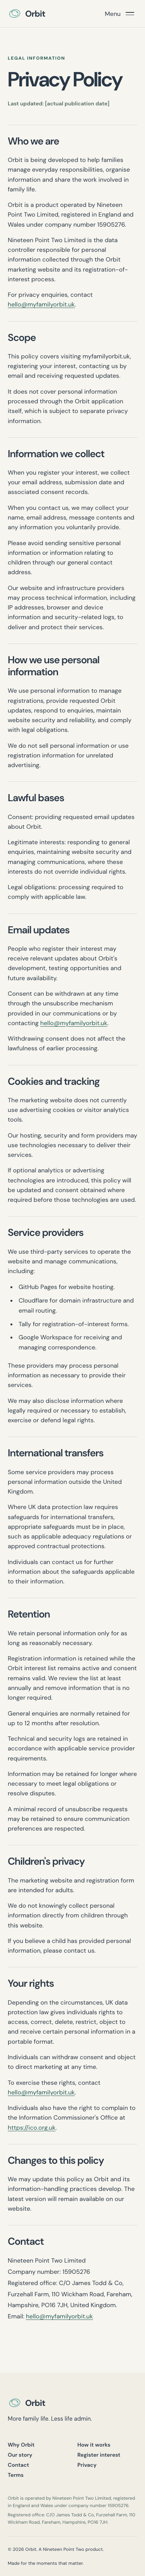 Orbit
Menu
LEGAL INFORMATION
Privacy Policy
Last updated: [actual publication date]
Who we are
Orbit is being developed to help families
manage everyday responsibilities, organise
information and share the work involved in
family life.
Orbit is a product operated by Nineteen
Point Two Limited, registered in England and
Wales under company number 15905276.
Nineteen Point Two Limited is the data
controller responsible for personal
information collected through the Orbit
marketing website and its registration-of-
interest process.
For privacy enquiries, contact
hello@myfamilyorbit.uk.
Scope
This policy covers visiting myfamilyorbit.uk,
registering your interest, contacting us by
email and receiving requested updates.
It does not cover personal information
processed through the Orbit application
itself, which is subject to separate privacy
information.
Information we collect
When you register your interest, we collect
your email address, submission date and
associated consent records.
When you contact us, we may collect your
name, email address, message contents and
any information you voluntarily provide.
Please avoid sending sensitive personal
information or information relating to
children through our general contact
address.
Our website and infrastructure providers
may process technical information, including
IP addresses, browser and device
information and security-related logs, to
deliver and protect their services.
How we use personal
information
We use personal information to manage
registrations, provide requested Orbit
updates, respond to enquiries, maintain
website security and reliability, and comply
with legal obligations.
We do not sell personal information or use
registration information for unrelated
advertising.
Lawful bases
Consent: providing requested email updates
about Orbit.
Legitimate interests: responding to general
enquiries, maintaining website security and
managing communications, where these
interests do not override individual rights.
Legal obligations: processing required to
comply with applicable law.
Email updates
People who register their interest may
receive relevant updates about Orbit's
development, testing opportunities and
future availability.
Consent can be withdrawn at any time
through the unsubscribe mechanism
provided in our communications or by
contacting hello@myfamilyorbit.uk.
Withdrawing consent does not affect the
lawfulness of earlier processing.
Cookies and tracking
The marketing website does not currently
use advertising cookies or visitor analytics
tools.
Our hosting, security and form providers may
use technologies necessary to deliver their
services.
If optional analytics or advertising
technologies are introduced, this policy will
be updated and consent obtained where
required before those technologies are used.
Service providers
We use third-party services to operate the
website and manage communications,
including:
• GitHub Pages for website hosting.
• Cloudflare for domain infrastructure and
email routing.
• Tally for registration-of-interest forms.
• Google Workspace for receiving and
managing correspondence.
These providers may process personal
information as necessary to provide their
services.
We may also disclose information where
legally required or necessary to establish,
exercise or defend legal rights.
International transfers
Some service providers may process
personal information outside the United
Kingdom.
Where UK data protection law requires
safeguards for international transfers,
appropriate safeguards must be in place,
such as applicable adequacy regulations or
approved contractual protections.
Individuals can contact us for further
information about the safeguards applicable
to their information.
Retention
We retain personal information only for as
long as reasonably necessary.
Registration information is retained while the
Orbit interest list remains active and consent
remains valid. We review the list at least
annually and remove information that is no
longer required.
General enquiries are normally retained for
up to 12 months after resolution.
Technical and security logs are retained in
accordance with applicable service provider
requirements.
Information may be retained for longer where
necessary to meet legal obligations or
resolve disputes.
A minimal record of unsubscribe requests
may be retained to ensure communication
preferences are respected.
Children's privacy
The marketing website and registration form
are intended for adults.
We do not knowingly collect personal
information directly from children through
this website.
If you believe a child has provided personal
information, please contact us.
Your rights
Depending on the circumstances, UK data
protection law gives individuals rights to
access, correct, delete, restrict, object to
and receive certain personal information in a
portable format.
Individuals can withdraw consent and object
to direct marketing at any time.
To exercise these rights, contact
hello@myfamilyorbit.uk.
Individuals also have the right to complain to
the Information Commissioner's Office at
https://ico.org.uk.
Changes to this policy
We may update this policy as Orbit and its
information-handling practices develop. The
latest version will remain available on our
website.
Contact
Nineteen Point Two Limited
Company number: 15905276
Registered office: C/O James Todd & Co,
Furzehall Farm, 110 Wickham Road, Fareham,
Hampshire, PO16 7JH, United Kingdom.
Email: hello@myfamilyorbit.uk
Orbit
More family life. Less life admin.
Why Orbit
How it works
Our story
Register interest
Contact
Privacy
Terms
Orbit is operated by Nineteen Point Two Limited, registered
in England and Wales under company number 15905276.
Registered office: C/O James Todd & Co, Furzehall Farm, 110
Wickham Road, Fareham, Hampshire, PO16 7JH.
© 2026 Orbit. A Nineteen Point Two product.
Made for the moments that matter.